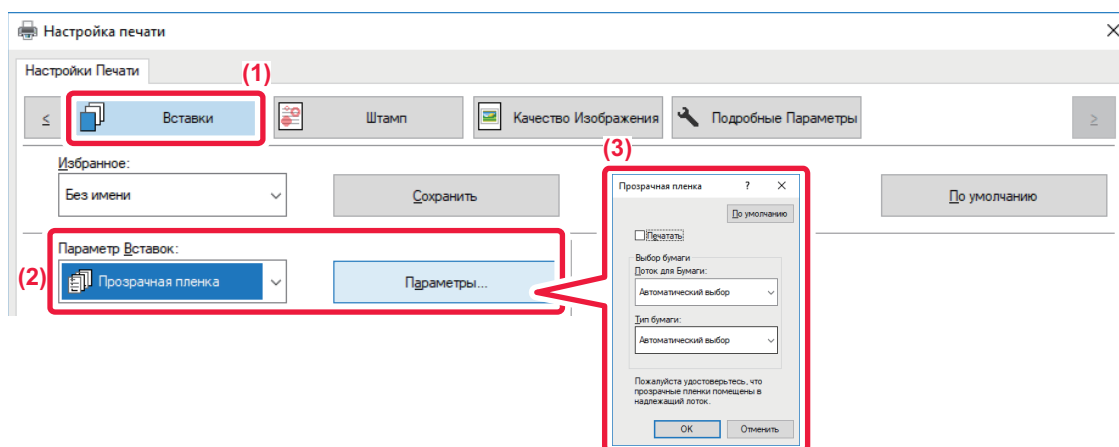 Настройка печати
Настройки Печати
(1)
<
Вставки
Штамп
Качество Изображения
Подробные Параметры
>
(3)
Избранное:
Без имени
Сохранить
По умолчанию
Параметр Вставок:
(2)
Прозрачная пленка
Параметры...
Прозрачная пленка ?
По умолчанию
Печатать
Выбор бумаги
Лоток для Бумаги:
Автоматический выбор
Тип бумаги:
Автоматический выбор
Пожалуйста удостоверьтесь, что
прозрачные пленки помещены в
надлежащий лоток.
OK
Отменить